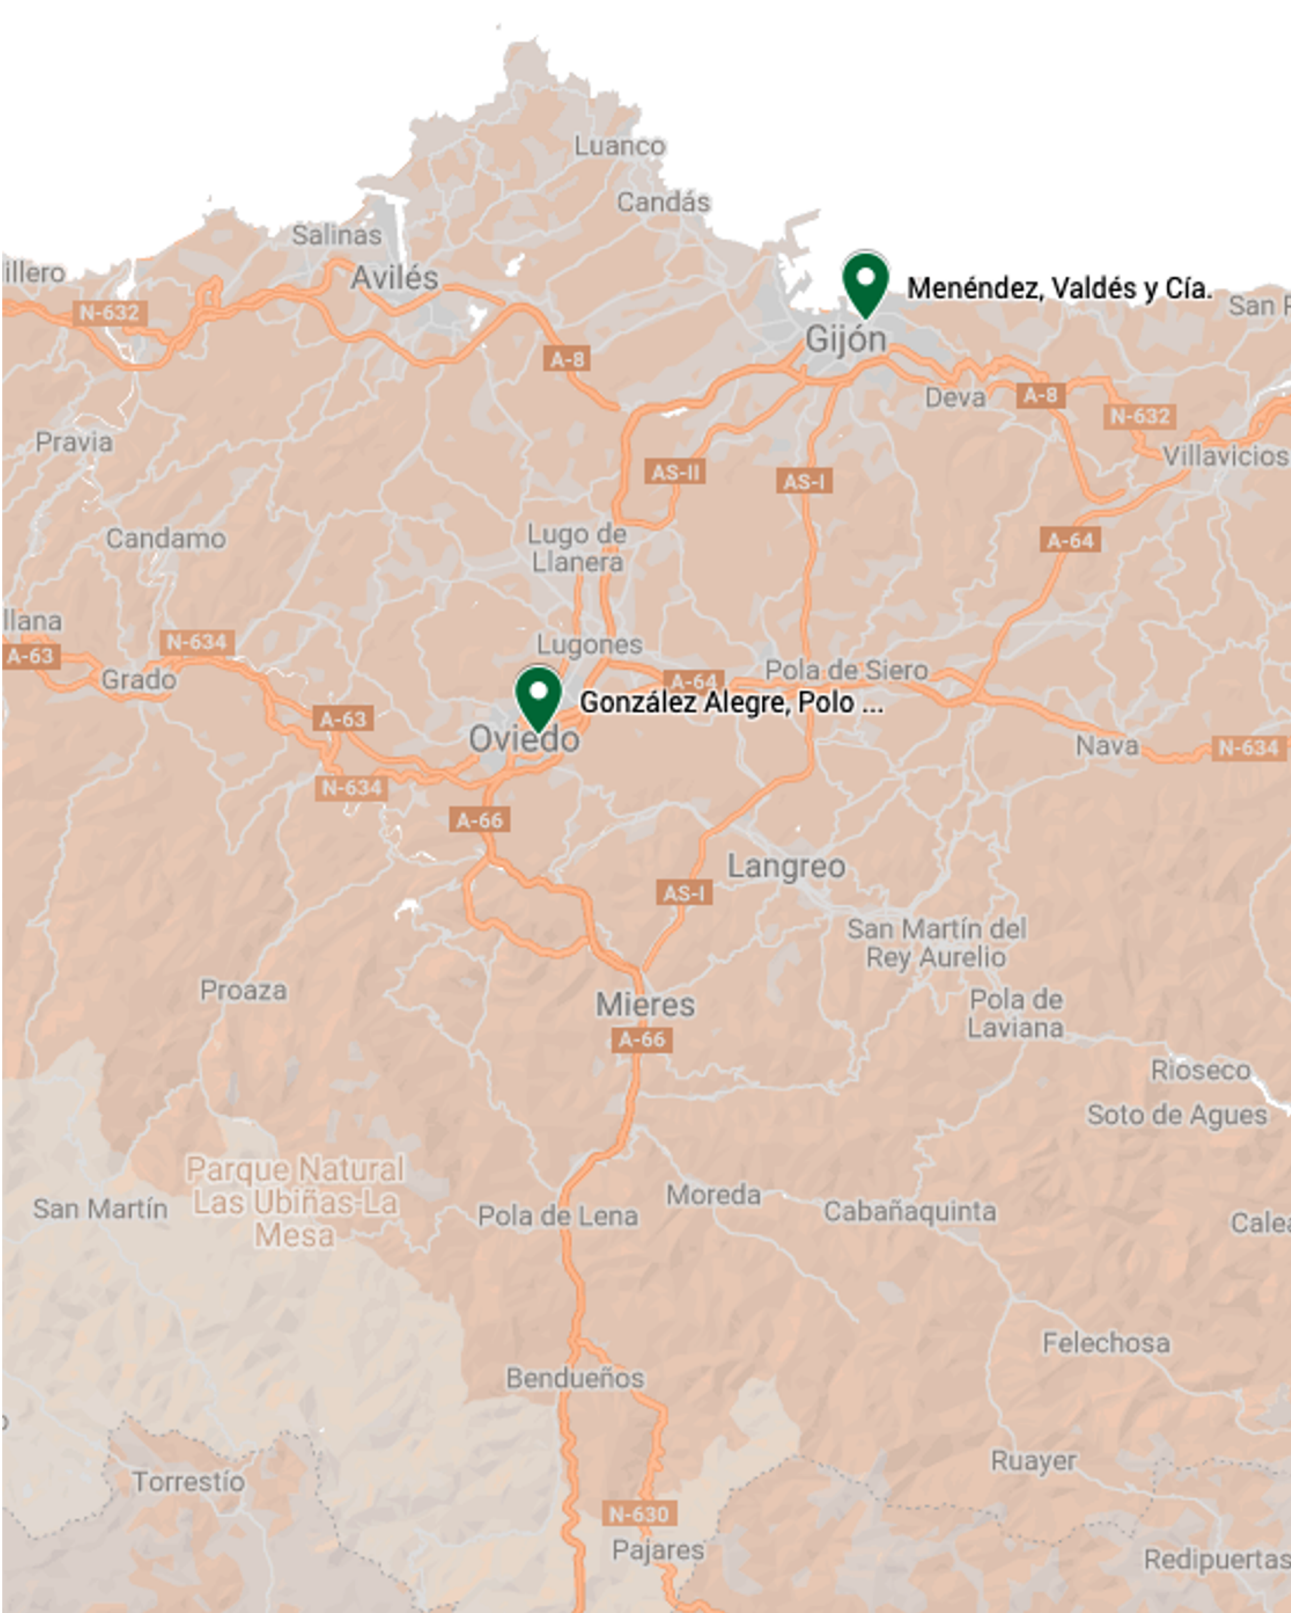 Luanco
Candás
Salinas
illero
Avilés
Menéndez, Valdés y Cía.
San F
N-632
Gijón
A-8
Deva
A-8
N-632
Pravia
Villavicios
AS-II
AS-I
Candamo
Lugo de
Llanera
A-64
llana
N-634
Lugones
A-63
Grado
Pola de Siero
A-64
González Alegre, Polo ...
A-63
Oviedo
Nava
N-634
N-634
A-66
Langreo
AS-I
San Martín del
Rey Aurelio
Proaza
Mieres
Pola de
Laviana
A-66
Rioseco
Soto de Agues
Parque Natural
Las Ubiñas-La
Mesa
San Martín
Moreda
Pola de Lena
Cabañaquinta
Calea
Felechosa
Bendueños
Ruayer
Torrestío
N-630
Pajares
Redipuertas